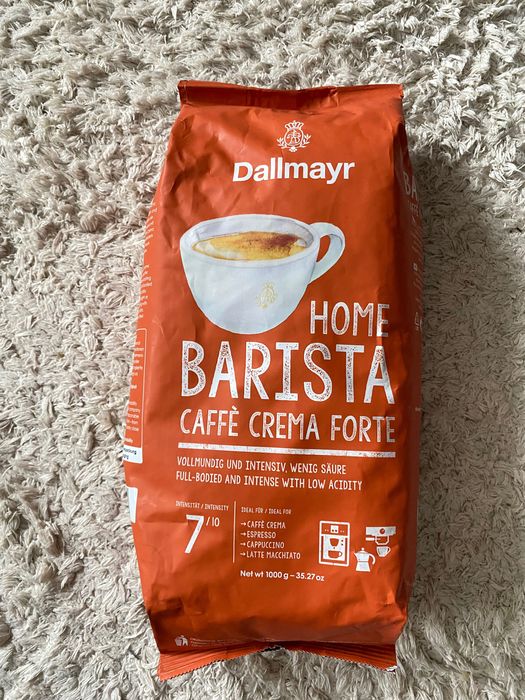 Dallmayr
HOME
BARISTA
CAFFÈ CREMA FORTE
VOLLMUNDIG UND INTENSIV, WENIG SÄURE
FULL-BODIED AND INTENSE WITH LOW ACIDITY
INTENSITÄT / INTENSITY
7/10
IDEAL FÜR / IDEAL FOR
→CAFFÈ CREMA
→ESPRESSO
→CAPPUCCINO
→LATTE MACCHIATO
Net wt 1000 g – 35.27 oz